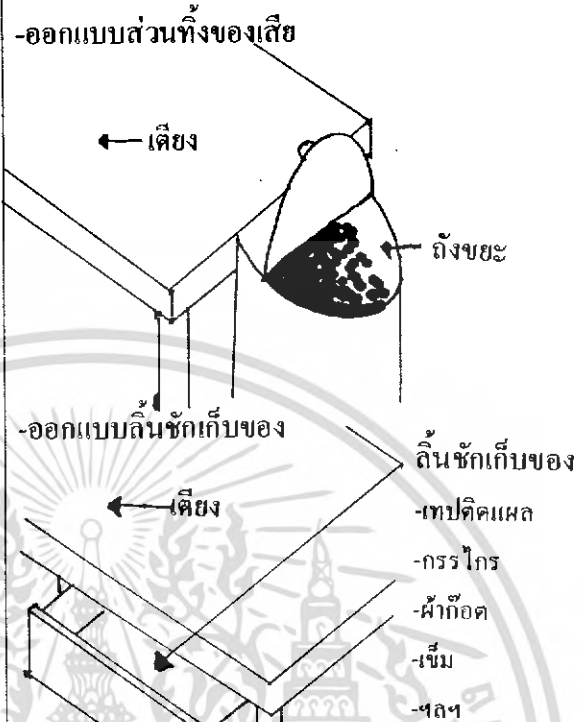 -ออกแบบส่วนทิ้งของเสีย
เตียง
ถังขยะ
-ออกแบบลิ้นชักเก็บของ
ลิ้นชักเก็บของ
เตียง
-เทปติดแผล
-กรรไกร
-ผ้าก๊อต
-เข็ม
-ฯลฯ